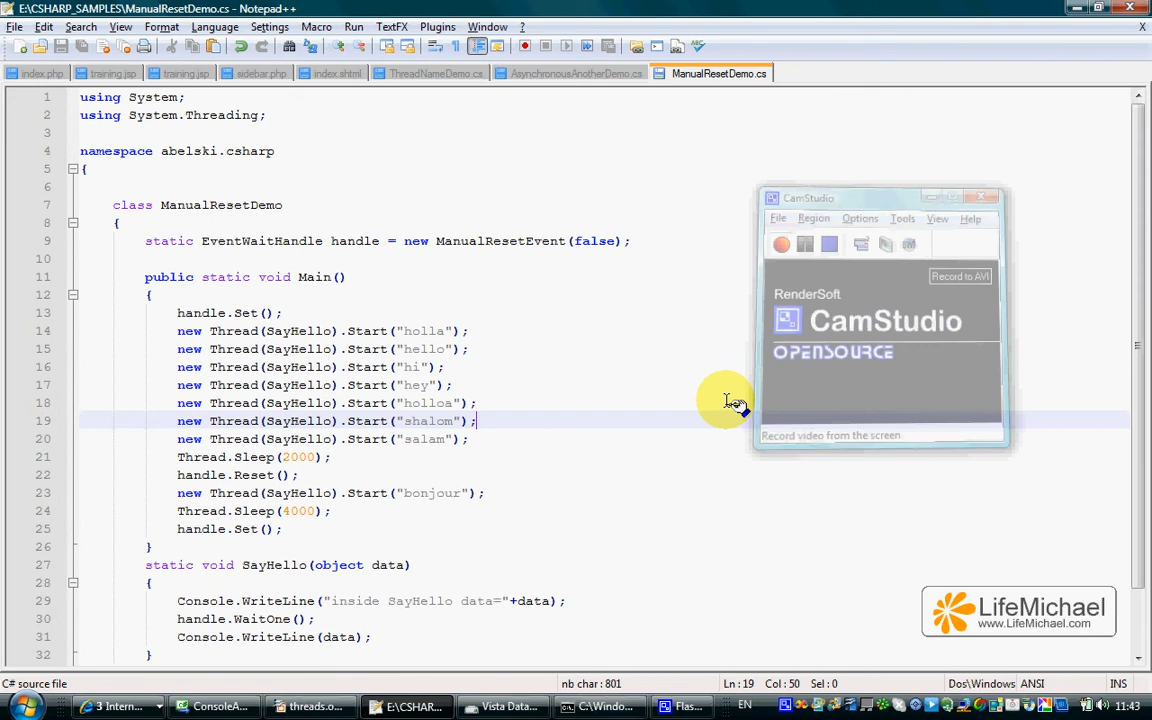 E:\CSHARP_SAMPLES\ManualResetDemo.cs - Notepad++
File Edit Search View Format Language Settings Macro Run TextFX Plugins Window ?
X
index.php training.jsp training.jsp sidebar.php index.shtml ThreadNameDemo.cs AsynchronousAnotherDemo.cs ManualResetDemo.cs
1 using System;
2 using System.Threading;
3
4 namespace abelski.csharp
5 {
6
7 class ManualResetDemo
8 {
9 static EventWaitHandle handle = new ManualResetEvent(false);
10
11 public static void Main()
12 {
13 handle.Set();
14 new Thread(SayHello).Start("holla");
15 new Thread(SayHello).Start("hello");
16 new Thread(SayHello).Start("hi");
17 new Thread(SayHello).Start("hey");
18 new Thread(SayHello).Start("holloa");
19 new Thread(SayHello).Start("shalom");
20 new Thread(SayHello).Start("salam");
21 Thread.Sleep(2000);
22 handle.Reset();
23 new Thread(SayHello).Start("bonjour");
24 Thread.Sleep(4000);
25 handle.Set();
26 }
27 static void SayHello(object data)
28 {
29 Console.WriteLine("inside SayHello data="+data);
30 handle.WaitOne();
31 Console.WriteLine(data);
32 }
CamStudio
File Region Options Tools View Help
Record to AVI
RenderSoft
CamStudio
OPENSOURCE
Record video from the screen
LifeMichael
www.LifeMichael.com
C# source file nb char : 801 Ln : 19 Col : 50 Sel : 0 Dos\Windows ANSI INS
3 Intern... ConsoleA... threads.o... E:\CSHAR... Vista Data... C:\Windo... Flas... EN 11:43